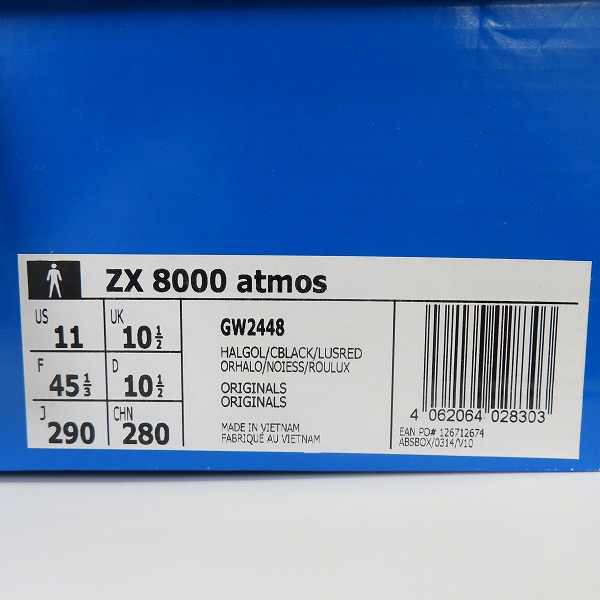 ZX 8000 atmos
US 11 UK 10 1/2
F 45 1/3 D 10 1/2
J 290 CHN 280
GW2448
HALGOL/CBLACK/LUSRED
ORHALO/NOIESS/ROULUX
ORIGINALS
ORIGINALS
MADE IN VIETNAM
FABRIQUÉ AU VIETNAM
4 062064 028303
EAN PO# 126712674
ABSBOX/0314/V10